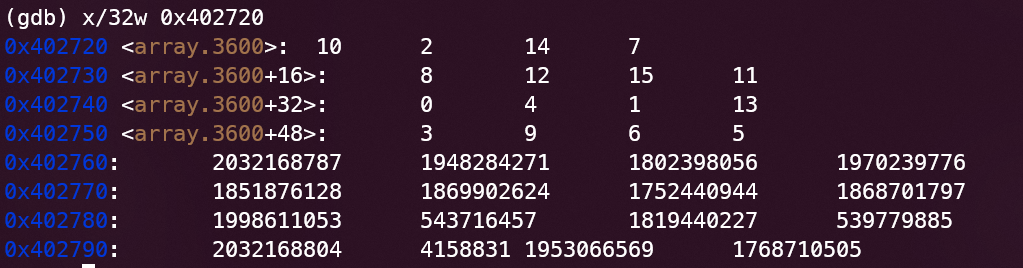 (gdb) x/32w 0x402720
0x402720 <array.3600>: 10 2 14 7
0x402730 <array.3600+16>: 8 12 15 11
0x402740 <array.3600+32>: 0 4 1 13
0x402750 <array.3600+48>: 3 9 6 5
0x402760: 2032168787 1948284271 1802398056 1970239776
0x402770: 1851876128 1869902624 1752440944 1868701797
0x402780: 1998611053 543716457 1819440227 539779885
0x402790: 2032168804 4158831 1953066569 1768710505